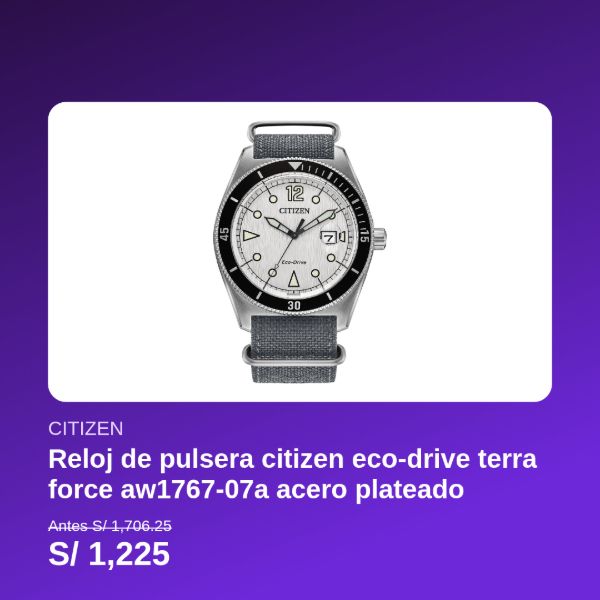 12
CITIZEN
45
7
15
Eco-Drive
30
CITIZEN
Reloj de pulsera citizen eco-drive terra
force aw1767-07a acero plateado
Antes S/ 1,706.25
S/ 1,225